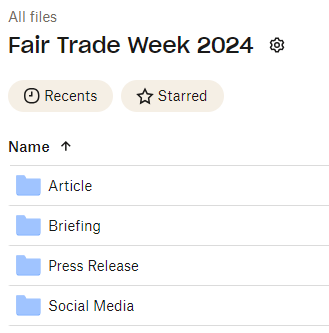 All files
Fair Trade Week 2024
Recents Starred
Name
Article
Briefing
Press Release
Social Media